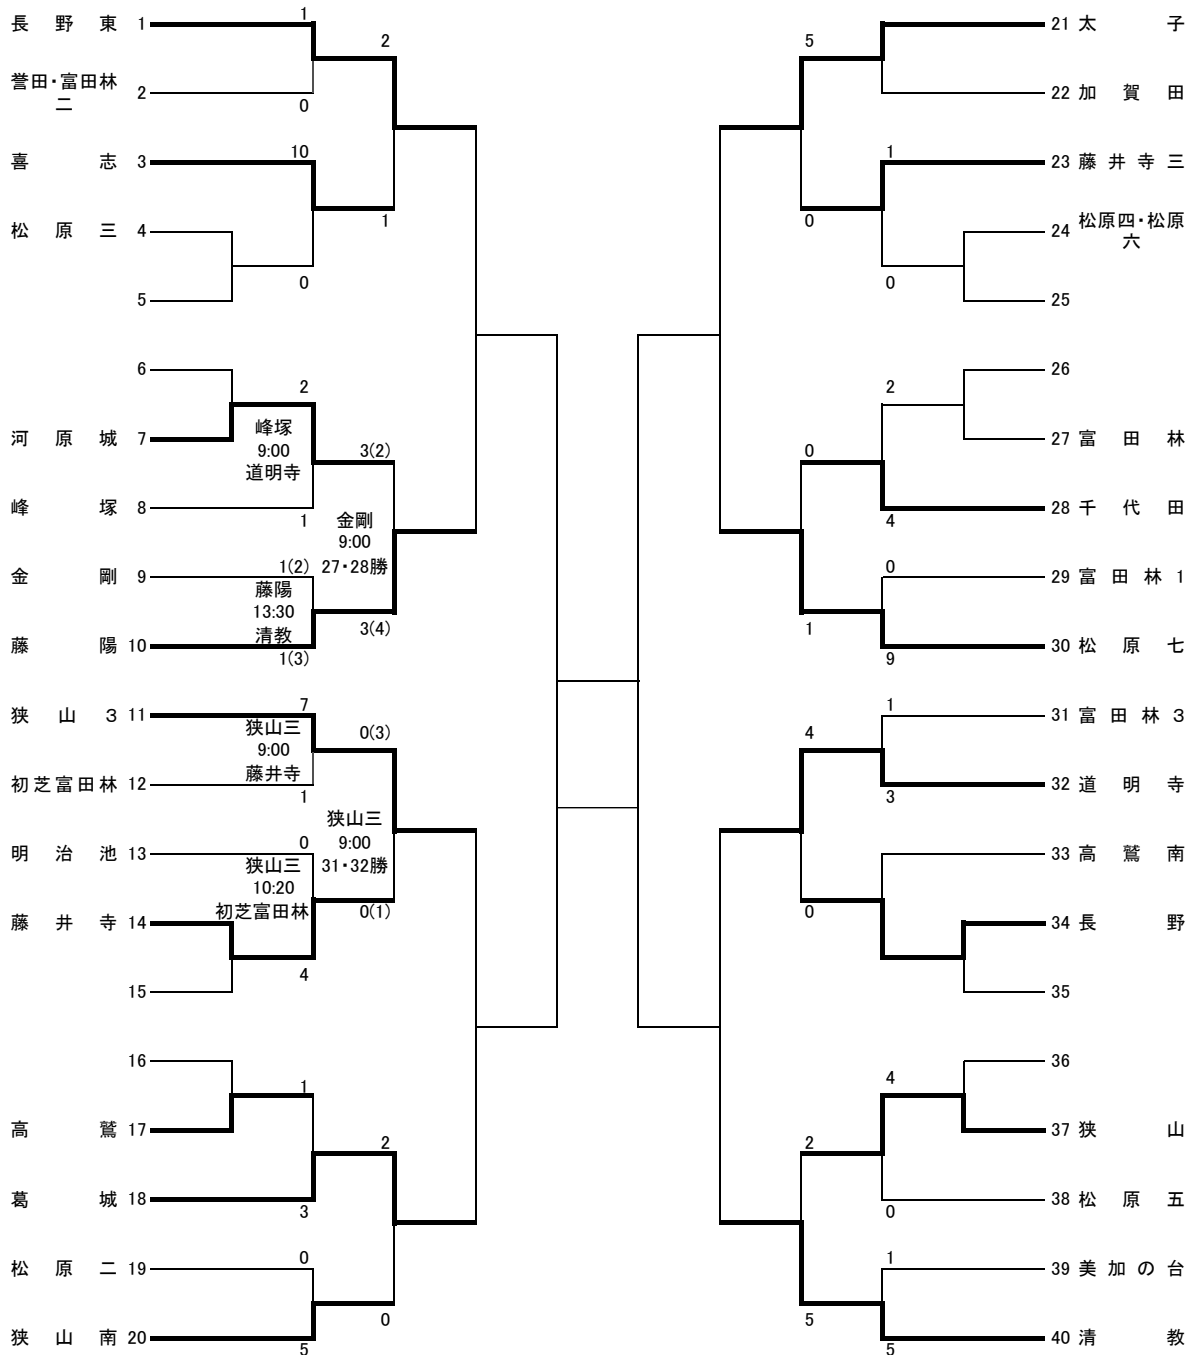 長野東 1
1
2
誉田・富田林
二
2
0
喜志 3
10
1
松原三 4
0
5
6
2
河原城 7
峰塚
9:00
道明寺
3(2)
峰塚 8
1
金剛
9:00
27・28勝
金剛 9
1(2)
藤陽
13:30
清教
3(4)
藤陽 10
1(3)
狭山3 11
7
狭山三
9:00
藤井寺
0(3)
初芝富田林 12
1
狭山三
9:00
31・32勝
明治池 13
0
狭山三
10:20
初芝富田林
0(1)
藤井寺 14
4
15
16
1
高鷲 17
2
葛城 18
3
松原二 19
0
0
狭山南 20
5
21 太子
5
22 加賀田
1
23 藤井寺三
0
24 松原四・松原
六
0
25
26
2
27 富田林
0
28 千代田
4
0
29 富田林1
1
30 松原七
9
1
31 富田林3
4
32 道明寺
3
33 高鷲南
0
34 長野
35
36
4
37 狭山
2
38 松原五
0
1
39 美加の台
5
40 清教
5